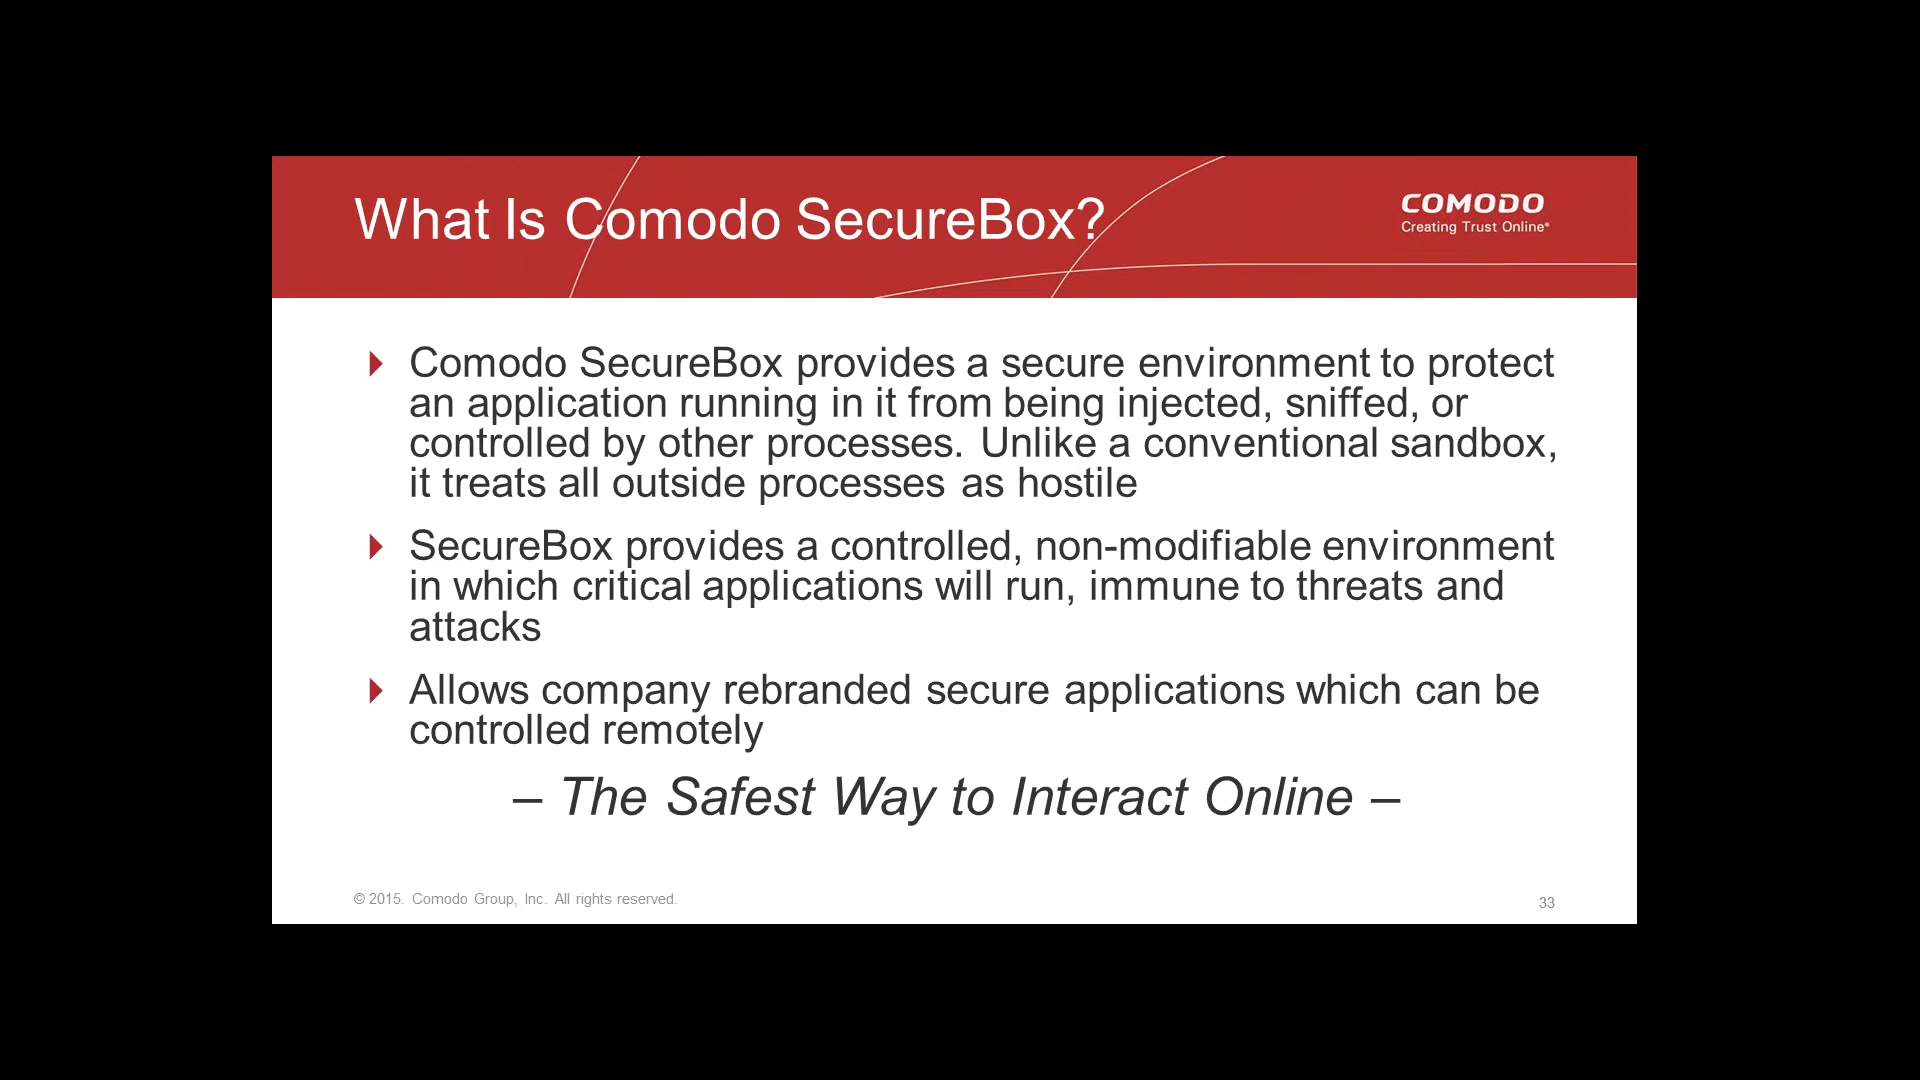 What Is Comodo SecureBox?
COMODO
Creating Trust Online®
Comodo SecureBox provides a secure environment to protect
an application running in it from being injected, sniffed, or
controlled by other processes. Unlike a conventional sandbox,
it treats all outside processes as hostile
SecureBox provides a controlled, non-modifiable environment
in which critical applications will run, immune to threats and
attacks
Allows company rebranded secure applications which can be
controlled remotely
– The Safest Way to Interact Online –
© 2015. Comodo Group, Inc. All rights reserved.
33